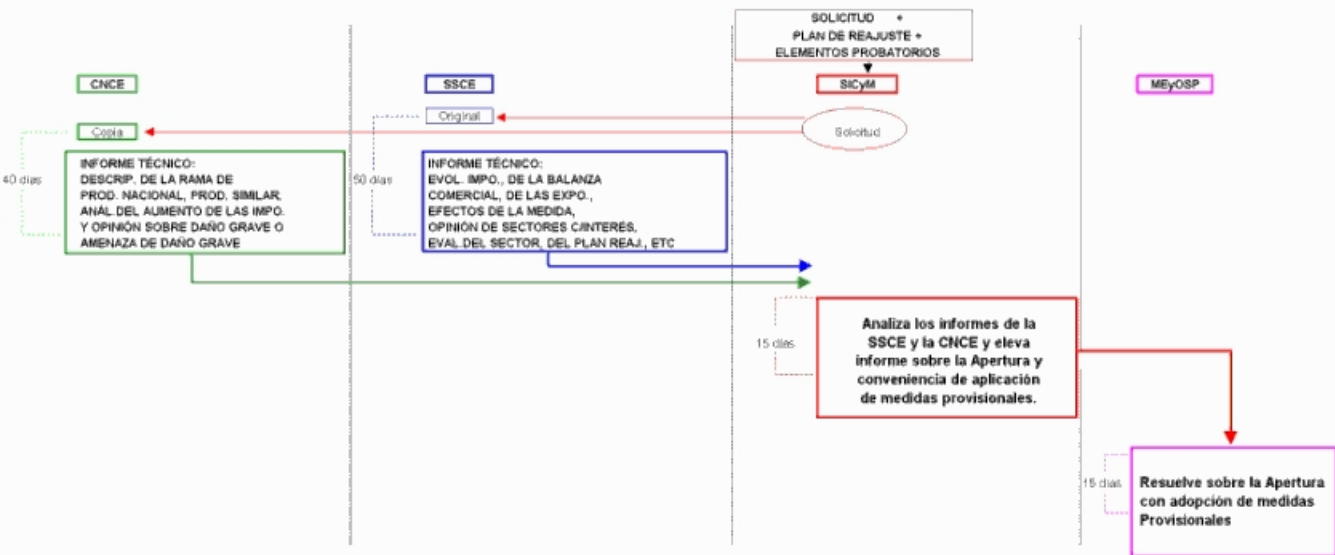 SOLICITUD +
PLAN DE REAJUSTE +
ELEMENTOS PROBATORIOS
CNCE
SSCE
SICyM
MEyOSP
Original
Copia
Solicitud
40 días
INFORME TÉCNICO:
DESCRIP. DE LA RAMA DE
PROD. NACIONAL, PROD. SIMILAR,
ANÁL.DEL AUMENTO DE LAS IMPO.
Y OPINIÓN SOBRE DAÑO GRAVE O
AMENAZA DE DAÑO GRAVE
50 días
INFORME TÉCNICO:
EVOL. IMPO., DE LA BALANZA
COMERCIAL, DE LAS EXPO.,
EFECTOS DE LA MEDIDA,
OPINIÓN DE SECTORES C/INTERÉS,
EVAL.DEL SECTOR, DEL PLAN REAJ., ETC
15 días
Analiza los informes de la
SSCE y la CNCE y eleva
informe sobre la Apertura y
conveniencia de aplicación
de medidas provisionales.
15 días
Resuelve sobre la Apertura
con adopción de medidas
Provisionales